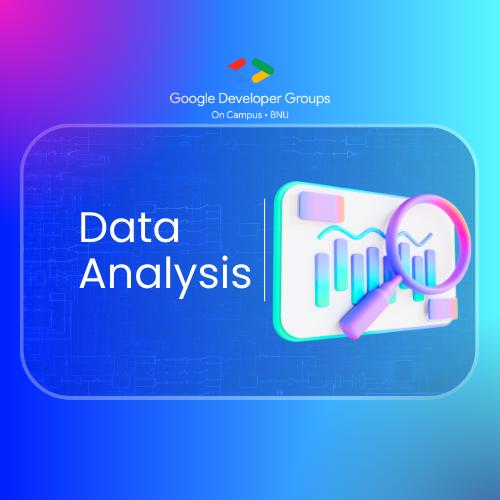 Google Developer Groups
On Campus • BNU
Data
Analysis